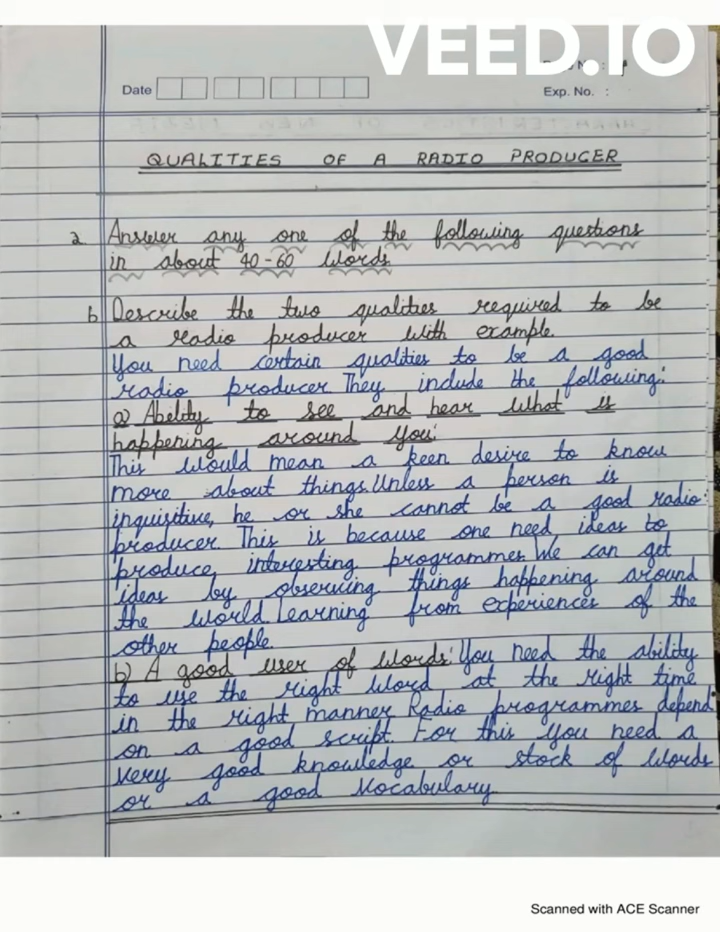 VEED.IO
Date
Exp. No. :
QUALITIES OF A RADIO PRODUCER
2 Answer any one of the following questions
in about 40-60 words
b Describe the two qualities required to be
a radio producer with example.
You need certain qualities to be a good
radio producer They include the following:
a) Ability to see and hear what is
happening around you:
This would mean a keen desire to know
more about things. Unless a person is
inquisitive, he or she cannot be a good radio
producer. This is because one need ideas to
produce interesting programmes. We can get
ideas by observing things happening around
the world. Learning from experiences of the
other people.
b) A good user of words: You need the ability
to use the right word at the right time
in the right manner Radio programmes depend
on a good script. For this you need a
very good knowledge or stock of words
or a good Vocabulary
Scanned with ACE Scanner